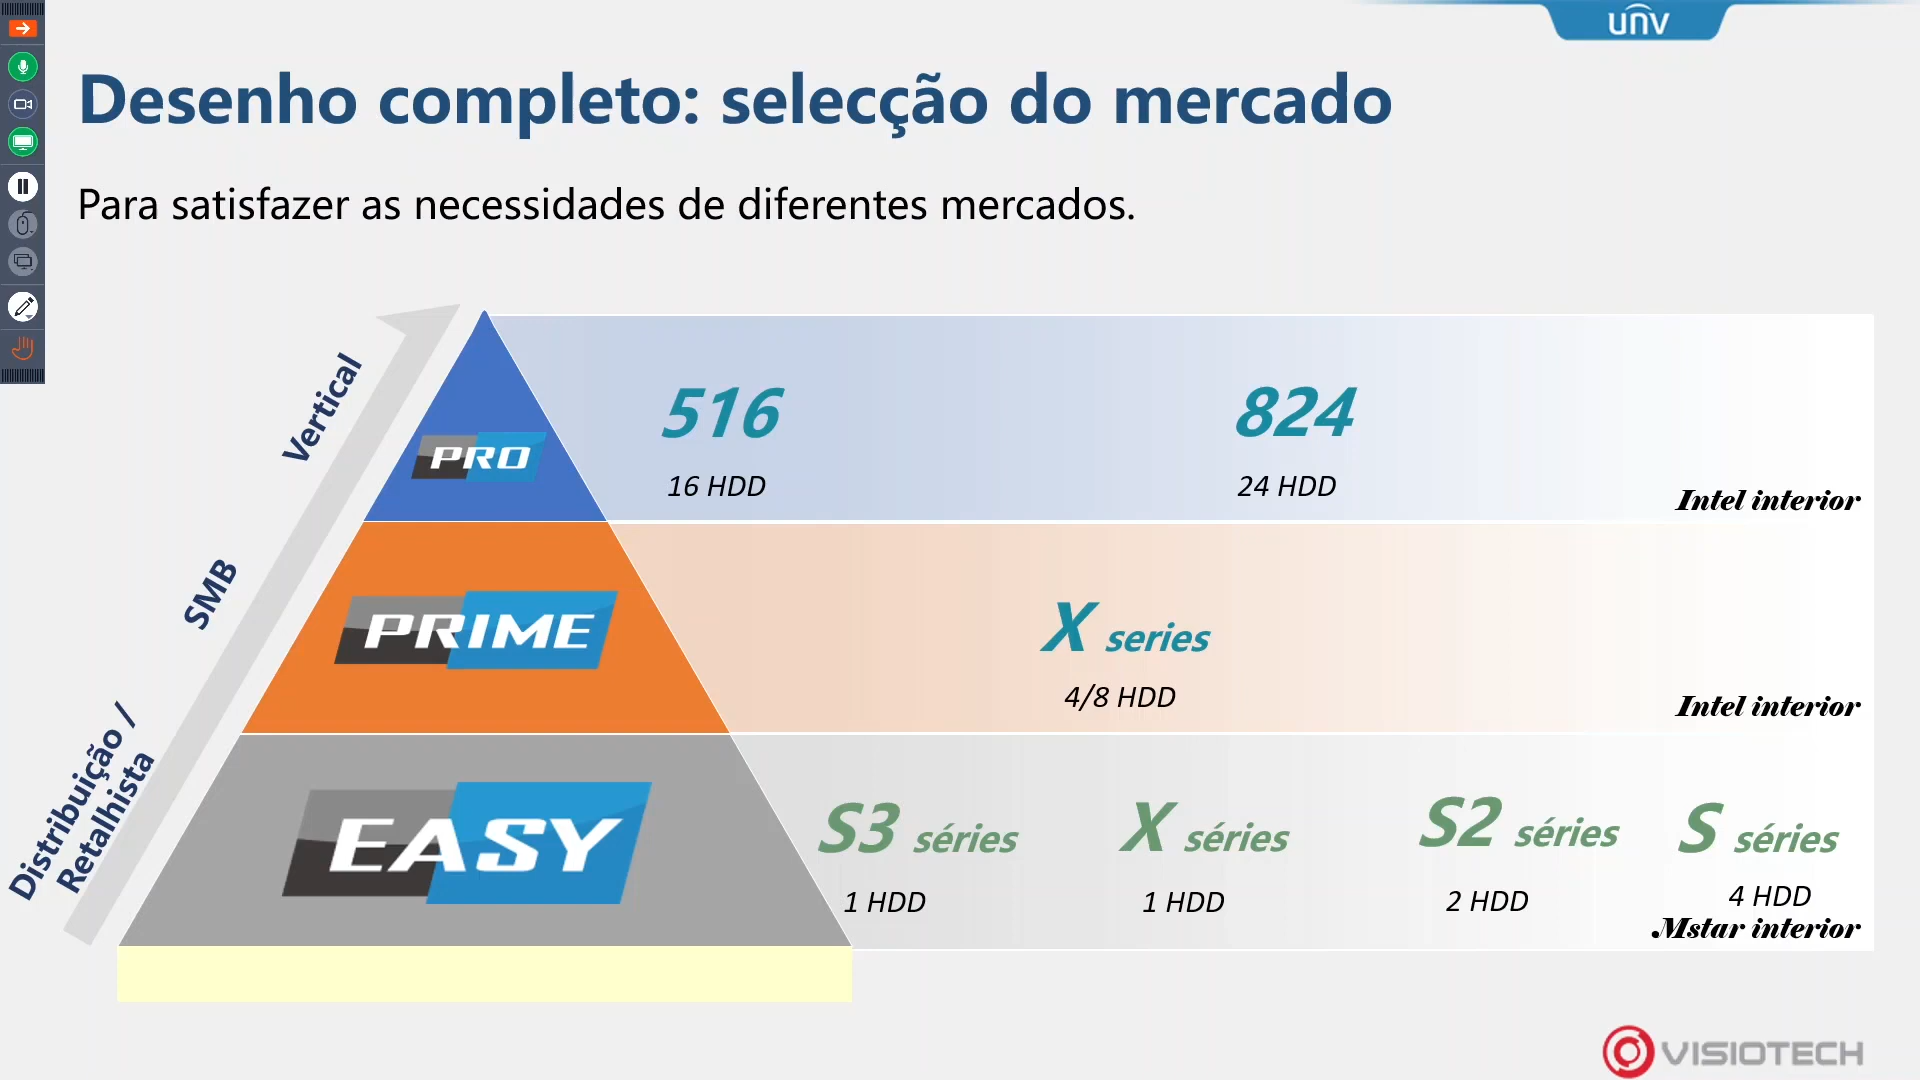 unv
Desenho completo: selecção do mercado
Para satisfazer as necessidades de diferentes mercados.
Vertical
PRO
516
824
16 HDD
24 HDD
Intel interior
SMB
PRIME
X series
4/8 HDD
Intel interior
Distribuição /
Retalhista
EASY
S3 séries
X séries
S2 séries
S séries
1 HDD
1 HDD
2 HDD
4 HDD
Mstar interior
VISIOTECH